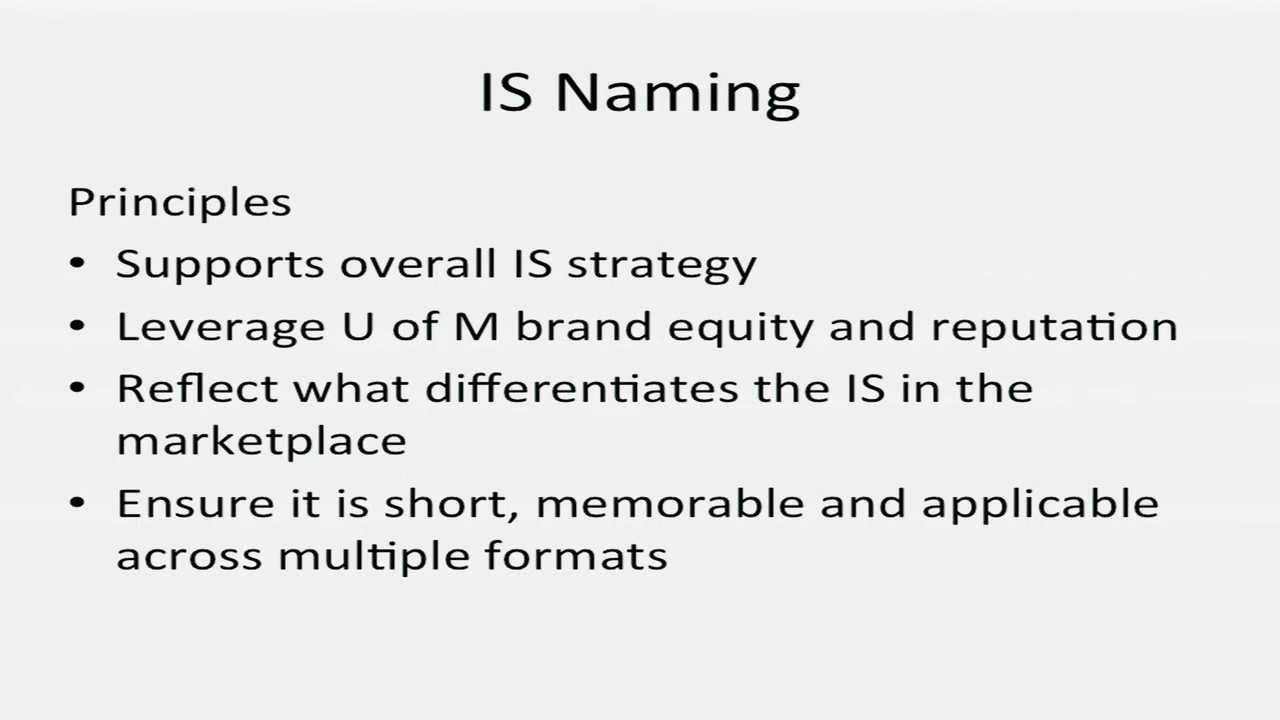 IS Naming
Principles
• Supports overall IS strategy
• Leverage U of M brand equity and reputation
• Reflect what differentiates the IS in the
marketplace
• Ensure it is short, memorable and applicable
across multiple formats